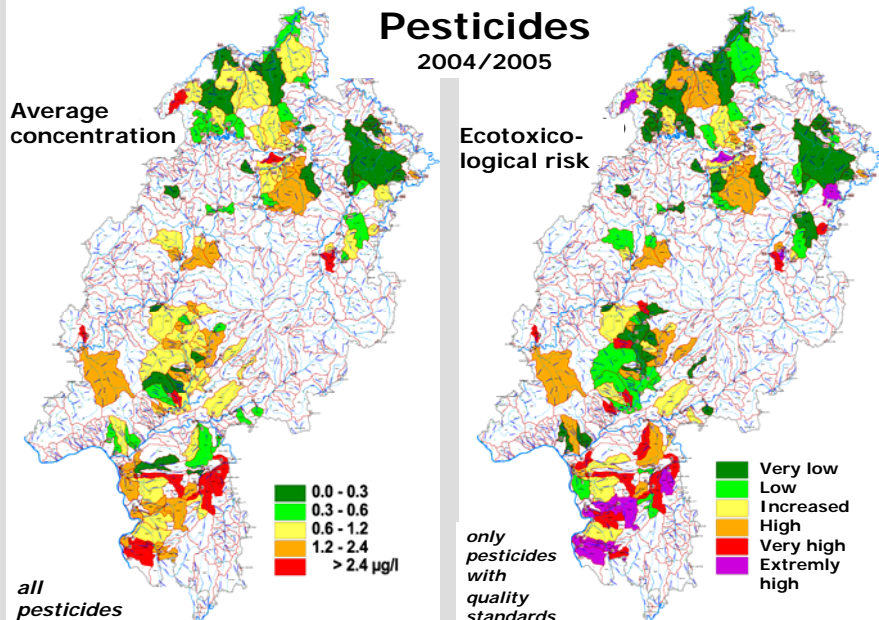 Pesticides
2004/2005
Average
concentration
0.0 - 0.3
0.3 - 0.6
0.6 - 1.2
1.2 - 2.4
> 2.4 µg/l
all
pesticides
Ecotoxico-
logical risk
Very low
Low
Increased
High
Very high
Extremly
high
only
pesticides
with
quality
standards